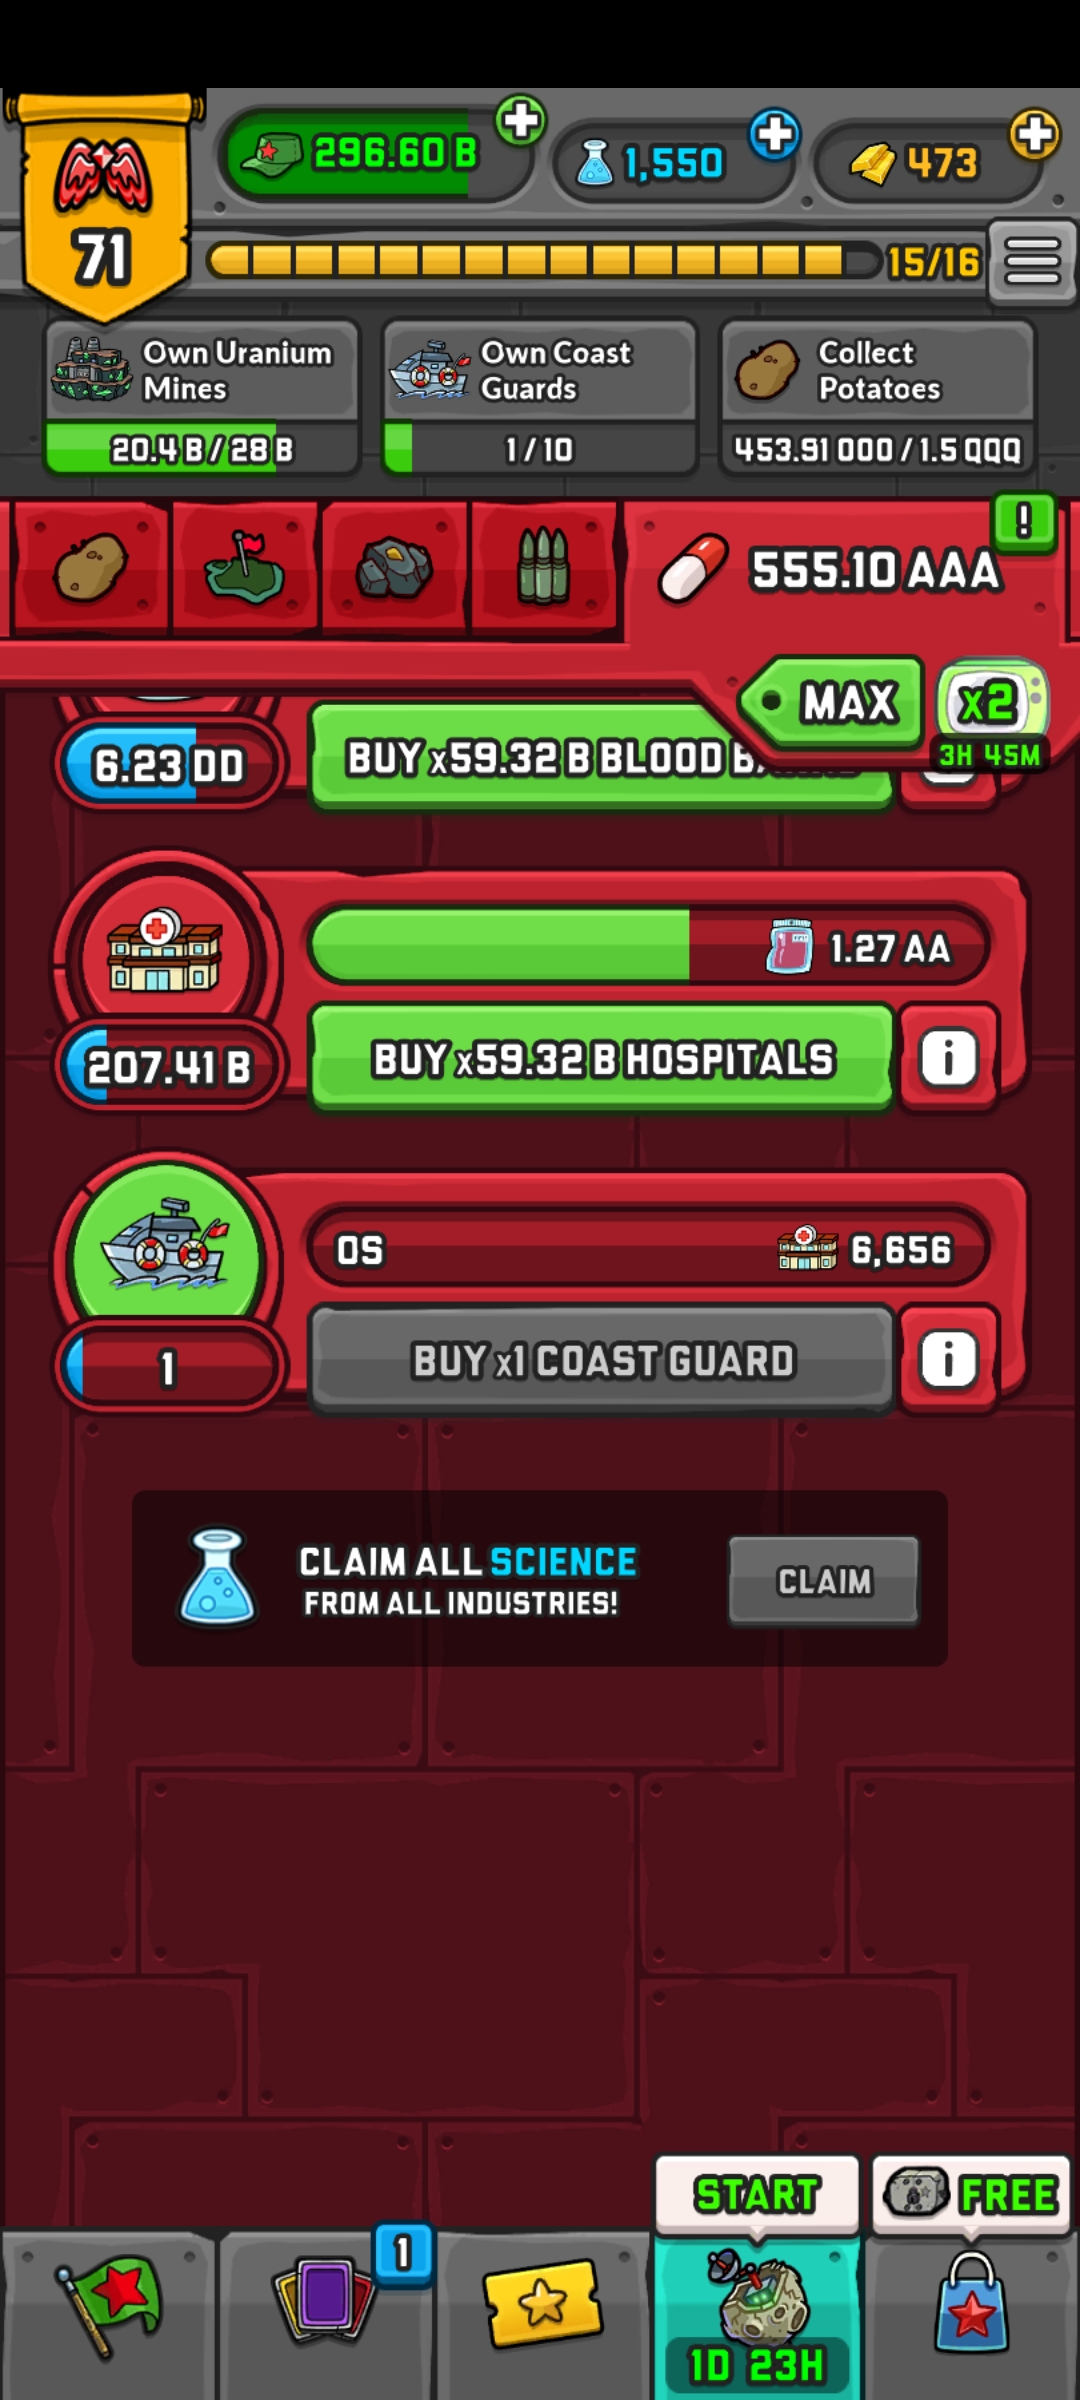 296.60 B
1,550
473
71
15/16
Own Uranium
Mines
20.4 B / 28 B
Own Coast
Guards
1 / 10
Collect
Potatoes
453.91 OOO / 1.5 QQQ
!
555.10 AAA
MAX
x2
3H 45M
6.23 DD
BUY x59.32 B BLOOD
1.27 AA
207.41 B
BUY x59.32 B HOSPITALS
i
0S
6,656
1
BUY x1 COAST GUARD
i
CLAIM ALL SCIENCE
FROM ALL INDUSTRIES!
CLAIM
START
FREE
1
1D 23H